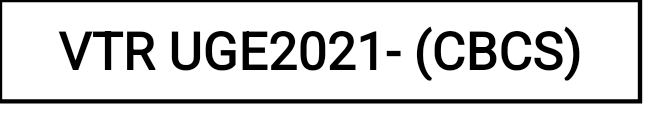 VTR UGE2021- (CBCS)